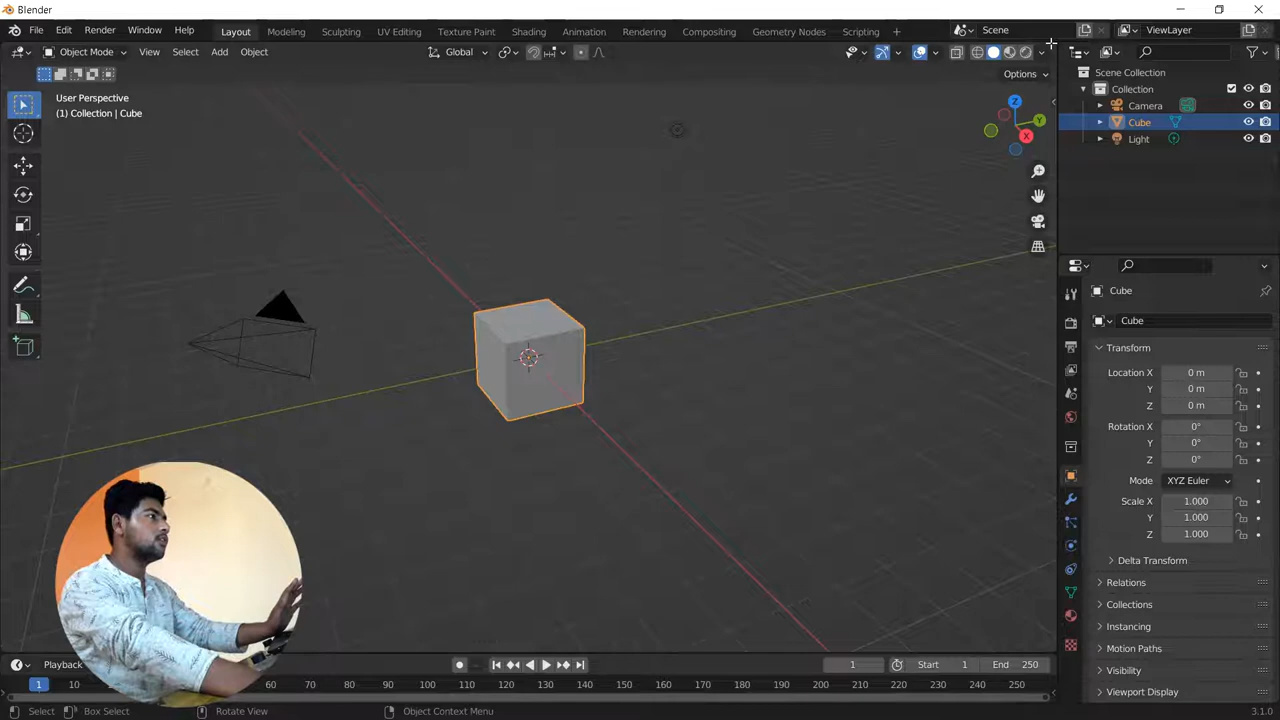 Blender
File Edit Render Window Help Layout Modeling Sculpting UV Editing Texture Paint Shading Animation Rendering Compositing Geometry Nodes Scripting + Scene ViewLayer
Object Mode View Select Add Object Global
Options
User Perspective
(1) Collection | Cube
Z
Y
X
Scene Collection
Collection
Camera
Cube
Light
Cube
Cube
Transform
Location X 0 m
Y 0 m
Z 0 m
Rotation X 0°
Y 0°
Z 0°
Mode XYZ Euler
Scale X 1.000
Y 1.000
Z 1.000
Delta Transform
Relations
Collections
Instancing
Motion Paths
Visibility
Viewport Display
Playback 1 Start 1 End 250
1 10 60 70 80 90 100 110 120 130 140 150 160 170 180 190 200 210 220 230 240 250
Select Box Select Rotate View Object Context Menu 3.1.0